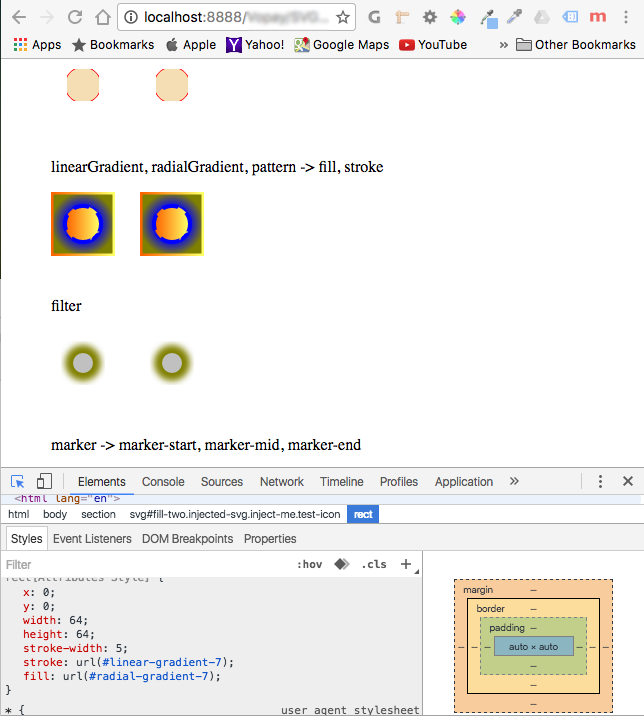 localhost:8888/
Apps Bookmarks Apple Yahoo! Google Maps YouTube » Other Bookmarks
linearGradient, radialGradient, pattern -> fill, stroke
filter
marker -> marker-start, marker-mid, marker-end
Elements Console Sources Network Timeline Profiles Application »
<html lang="en">
html body section svg#fill-two.injected-svg.inject-me.test-icon rect
Styles Event Listeners DOM Breakpoints Properties
Filter :hov .cls +
rect[Attributes Style] {
x: 0;
y: 0;
width: 64;
height: 64;
stroke-width: 5;
stroke: url(#linear-gradient-7);
fill: url(#radial-gradient-7);
}
* { user agent stylesheet
margin –
border –
padding –
– – – auto × auto – – –
–
–
–